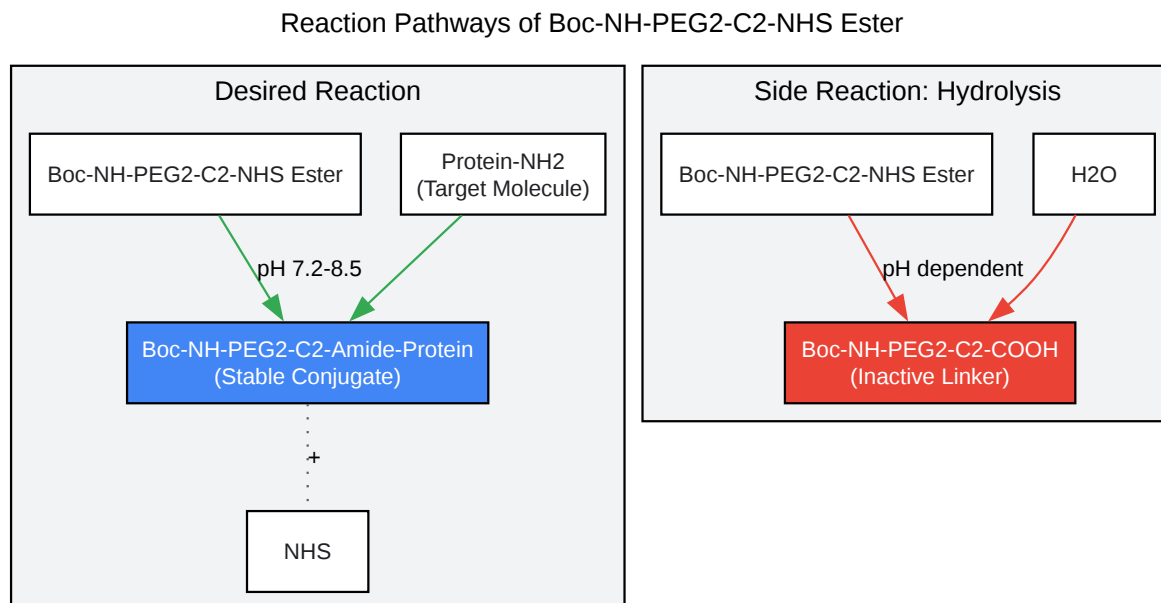 Reaction Pathways of Boc-NH-PEG2-C2-NHS Ester
Desired Reaction
Boc-NH-PEG2-C2-NHS Ester
Protein-NH2
(Target Molecule)
pH 7.2-8.5
Boc-NH-PEG2-C2-Amide-Protein
(Stable Conjugate)
+
NHS
Side Reaction: Hydrolysis
Boc-NH-PEG2-C2-NHS Ester
H2O
pH dependent
Boc-NH-PEG2-C2-COOH
(Inactive Linker)